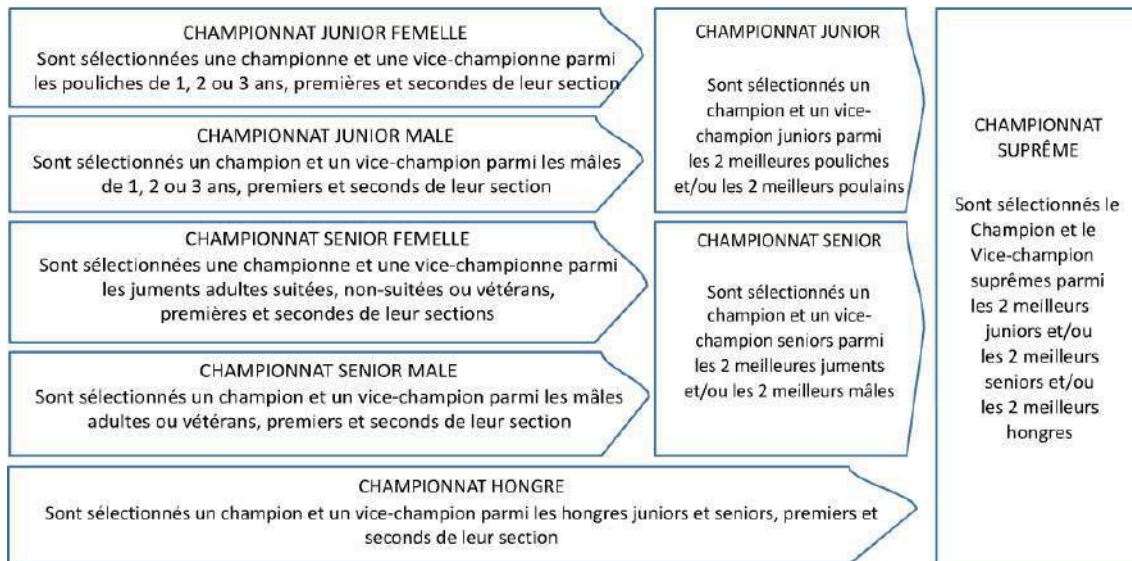 CHAMPIONNAT JUNIOR FEMELLE
Sont sélectionnées une championne et une vice-championne parmi
les pouliches de 1, 2 ou 3 ans, premières et secondes de leur section
CHAMPIONNAT JUNIOR MALE
Sont sélectionnés un champion et un vice-champion parmi les mâles
de 1, 2 ou 3 ans, premiers et seconds de leur section
CHAMPIONNAT SENIOR FEMELLE
Sont sélectionnées une championne et une vice-championne parmi
les juments adultes suitées, non-suitées ou vétérans,
premières et secondes de leur sections
CHAMPIONNAT SENIOR MALE
Sont sélectionnés un champion et un vice-champion parmi les mâles
adultes ou vétérans, premiers et seconds de leur section
CHAMPIONNAT HONGRE
Sont sélectionnés un champion et un vice-champion parmi les hongres juniors et seniors, premiers et
seconds de leur section
CHAMPIONNAT JUNIOR
Sont sélectionnés un
champion et un vice-
champion juniors parmi
les 2 meilleures pouliches
et/ou les 2 meilleurs poulains
CHAMPIONNAT SENIOR
Sont sélectionnés un
champion et un vice-
champion seniors parmi
les 2 meilleures juments
et/ou les 2 meilleurs mâles
CHAMPIONNAT
SUPRÊME
Sont sélectionnés le
Champion et le
Vice-champion
suprêmes parmi
les 2 meilleurs
juniors et/ou
les 2 meilleurs
seniors et/ou
les 2 meilleurs
hongres